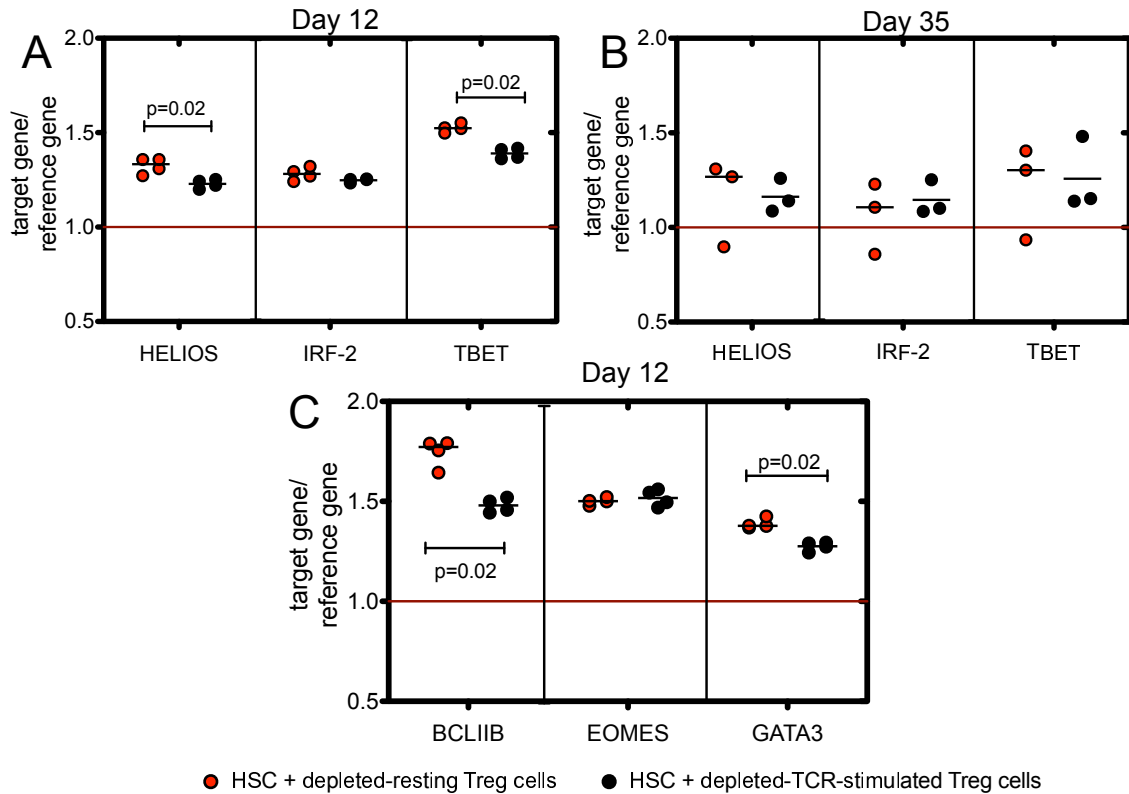 Day 12
A
target gene/
reference gene
2.0
1.5
1.0
0.5
p=0.02
p=0.02
HELIOS IRF-2 TBET
Day 35
B
target gene/
reference gene
2.0
1.5
1.0
0.5
HELIOS IRF-2 TBET
Day 12
C
target gene/
reference gene
2.0
1.5
1.0
0.5
p=0.02
p=0.02
BCLIIB EOMES GATA3
HSC + depleted-resting Treg cells HSC + depleted-TCR-stimulated Treg cells